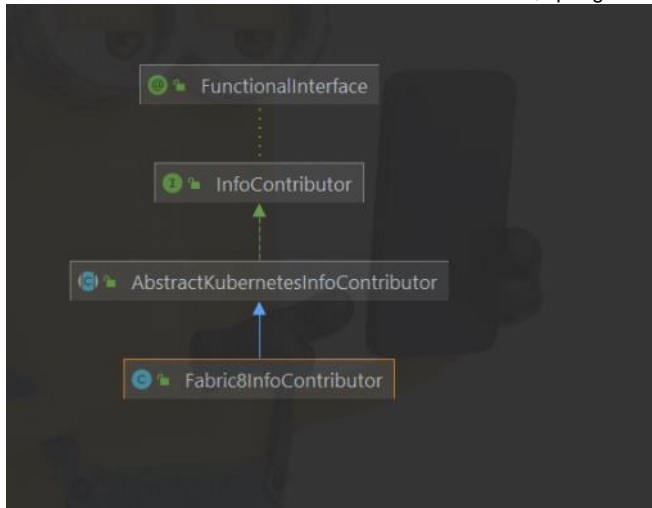 @ FunctionalInterface
I InfoContributor
C AbstractKubernetesInfoContributor
C Fabric8InfoContributor